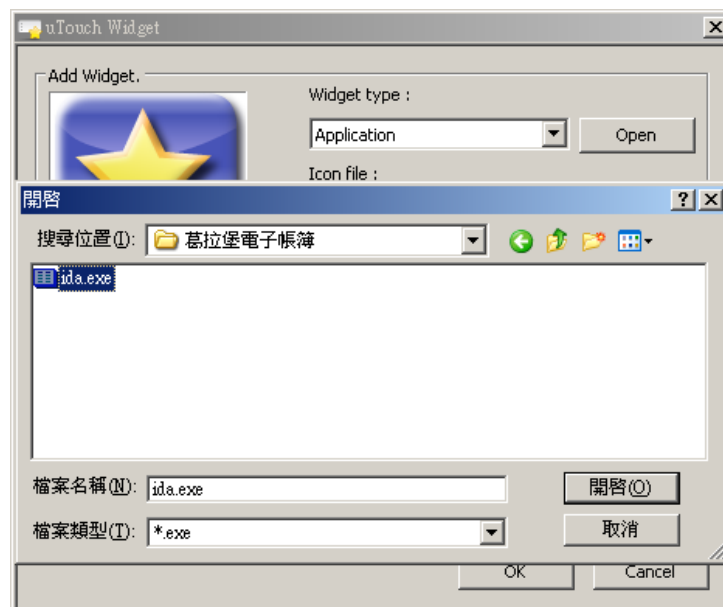 uTouch Widget
Add Widget.
Widget type :
Application
Open
Icon file :
開啓
搜尋位置(I):
葛拉堡電子帳簿
ida.exe
檔案名稱(N):
ida.exe
開啓(O)
檔案類型(T):
*.exe
取消
OK
Cancel